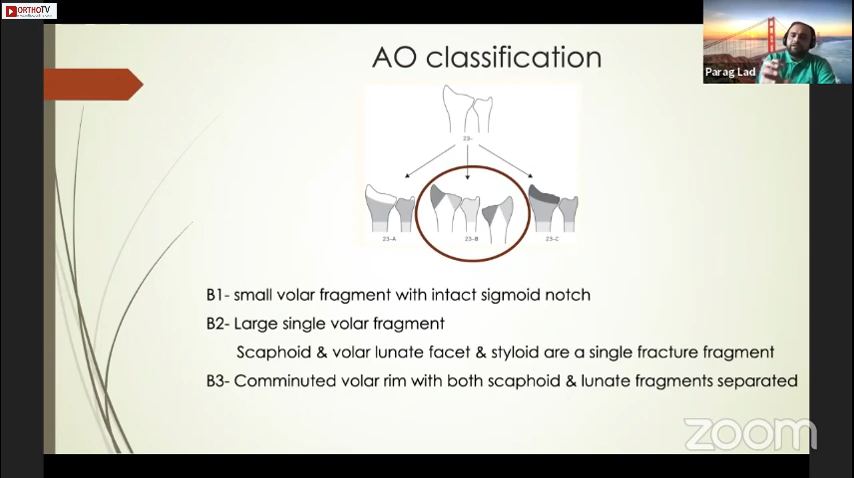 ORTHOTV
Parag Lad
AO classification
23-
23-A
23-B
23-C
B1- small volar fragment with intact sigmoid notch
B2- Large single volar fragment
Scaphoid & volar lunate facet & styloid are a single fracture fragment
B3- Comminuted volar rim with both scaphoid & lunate fragments separated
zoom